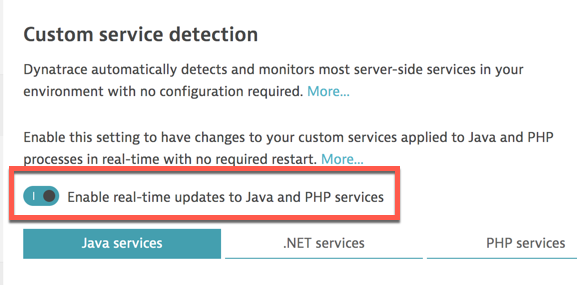 Custom service detection
Dynatrace automatically detects and monitors most server-side services in your
environment with no configuration required. More...
Enable this setting to have changes to your custom services applied to Java and PHP
processes in real-time with no required restart. More...
Enable real-time updates to Java and PHP services
Java services .NET services PHP services